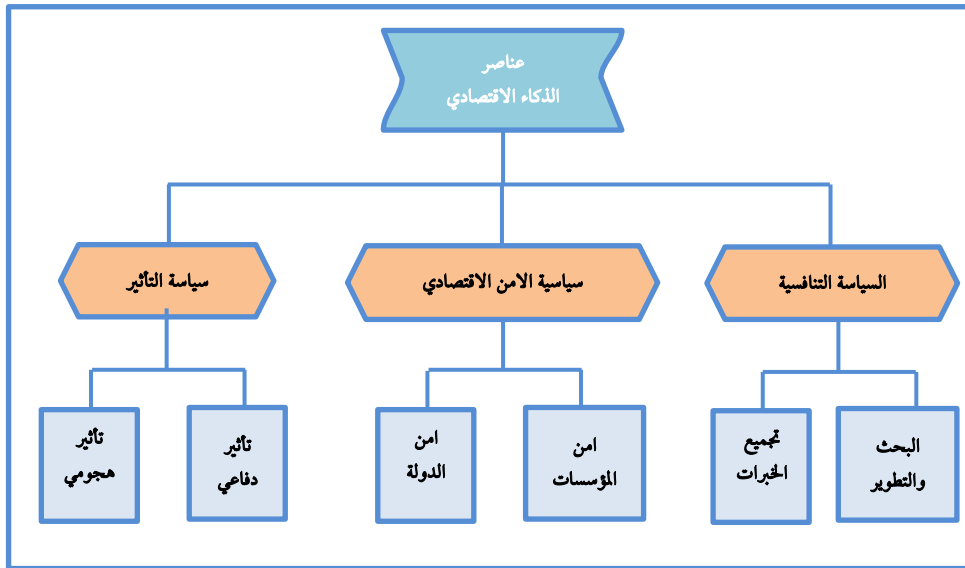 عناصر
الذكاء الاقتصادي
السياسة التنافسية
سياسية الامن الاقتصادي
سياسة التأثير
البحث
والتطوير
تجميع
الخبرات
امن
المؤسسات
امن
الدولة
تأثير
دفاعي
تأثير
هجومي